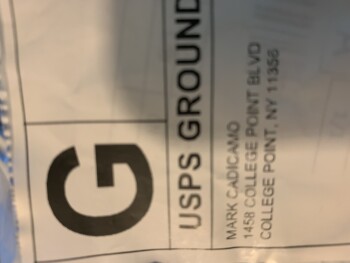 G
USPS GROUND
MARK CADICAMO
1458 COLLEGE POINT BLVD
COLLEGE POINT, NY 11356